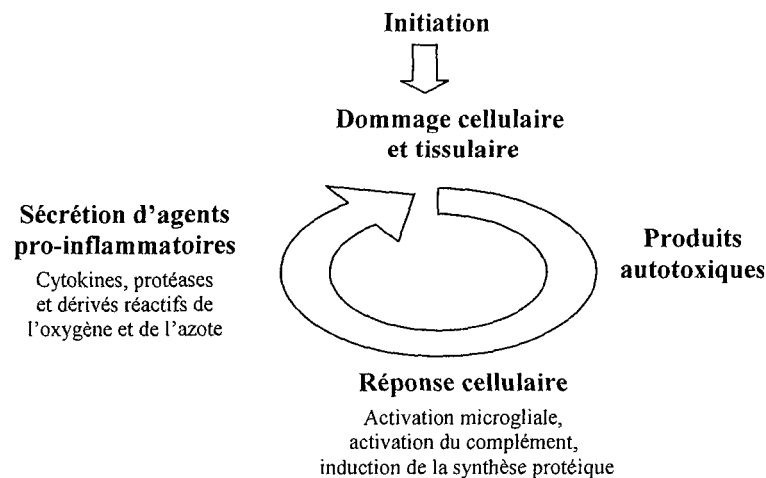 Initiation
Dommage cellulaire
et tissulaire
Sécrétion d'agents
pro-inflammatoires
Cytokines, protéases
et dérivés réactifs de
l'oxygène et de l'azote
Produits
autotoxiques
Réponse cellulaire
Activation microgliale,
activation du complément,
induction de la synthèse protéique